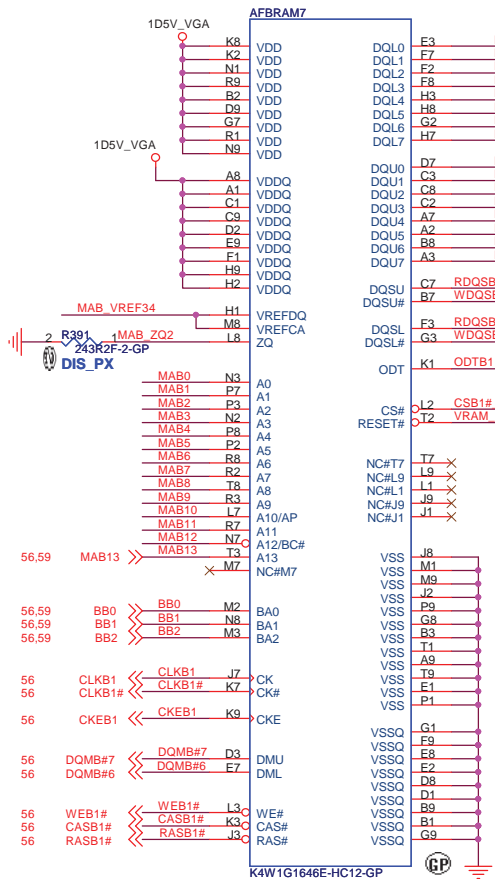 AFBRAM7
1D5V_VGA
K8 VDD DQL0 E3
K2 VDD DQL1 F7
N1 VDD DQL2 F2
R9 VDD DQL3 F8
B2 VDD DQL4 H3
D9 VDD DQL5 H8
G7 VDD DQL6 G2
R1 VDD DQL7 H7
N9 VDD
1D5V_VGA
DQU0 D7
A8 VDDQ DQU1 C3
A1 VDDQ DQU2 C8
C1 VDDQ DQU3 C2
C9 VDDQ DQU4 A7
D2 VDDQ DQU5 A2
E9 VDDQ DQU6 B8
F1 VDDQ DQU7 A3
H9 VDDQ
H2 VDDQ DQSU C7 RDQSB
DQSU# B7 WDQSB
MAB_VREF34 H1 VREFDQ DQSL F3 RDQSB
M8 VREFCA DQSL# G3 WDQSB
2 R391 1 MAB_ZQ2 L8 ZQ
243R2F-2-GP
DIS_PX
ODT K1 ODTB1
MAB0 N3 A0
MAB1 P7 A1
MAB2 P3 A2 CS# L2 CSB1#
MAB3 N2 A3 RESET# T2 VRAM_
MAB4 P8 A4
MAB5 P2 A5
MAB6 R8 A6 NC#T7 T7
MAB7 R2 A7 NC#L9 L9
MAB8 T8 A8 NC#L1 L1
MAB9 R3 A9 NC#J9 J9
MAB10 L7 A10/AP NC#J1 J1
MAB11 R7 A11
MAB12 N7 A12/BC#
56,59 MAB13 MAB13 T3 A13 VSS J8
M7 NC#M7 VSS M1
VSS M9
VSS J2
56,59 BB0 BB0 M2 BA0 VSS P9
56,59 BB1 BB1 N8 BA1 VSS G8
56,59 BB2 BB2 M3 BA2 VSS B3
VSS T1
VSS A9
56 CLKB1 CLKB1 J7 CK VSS T9
56 CLKB1# CLKB1# K7 CK# VSS E1
VSS P1
56 CKEB1 CKEB1 K9 CKE
VSSQ G1
VSSQ F9
56 DQMB#7 DQMB#7 D3 DMU VSSQ E8
56 DQMB#6 DQMB#6 E7 DML VSSQ E2
VSSQ D8
VSSQ D1
56 WEB1# WEB1# L3 WE# VSSQ B9
56 CASB1# CASB1# K3 CAS# VSSQ B1
56 RASB1# RASB1# J3 RAS# VSSQ G9
K4W1G1646E-HC12-GP
GP